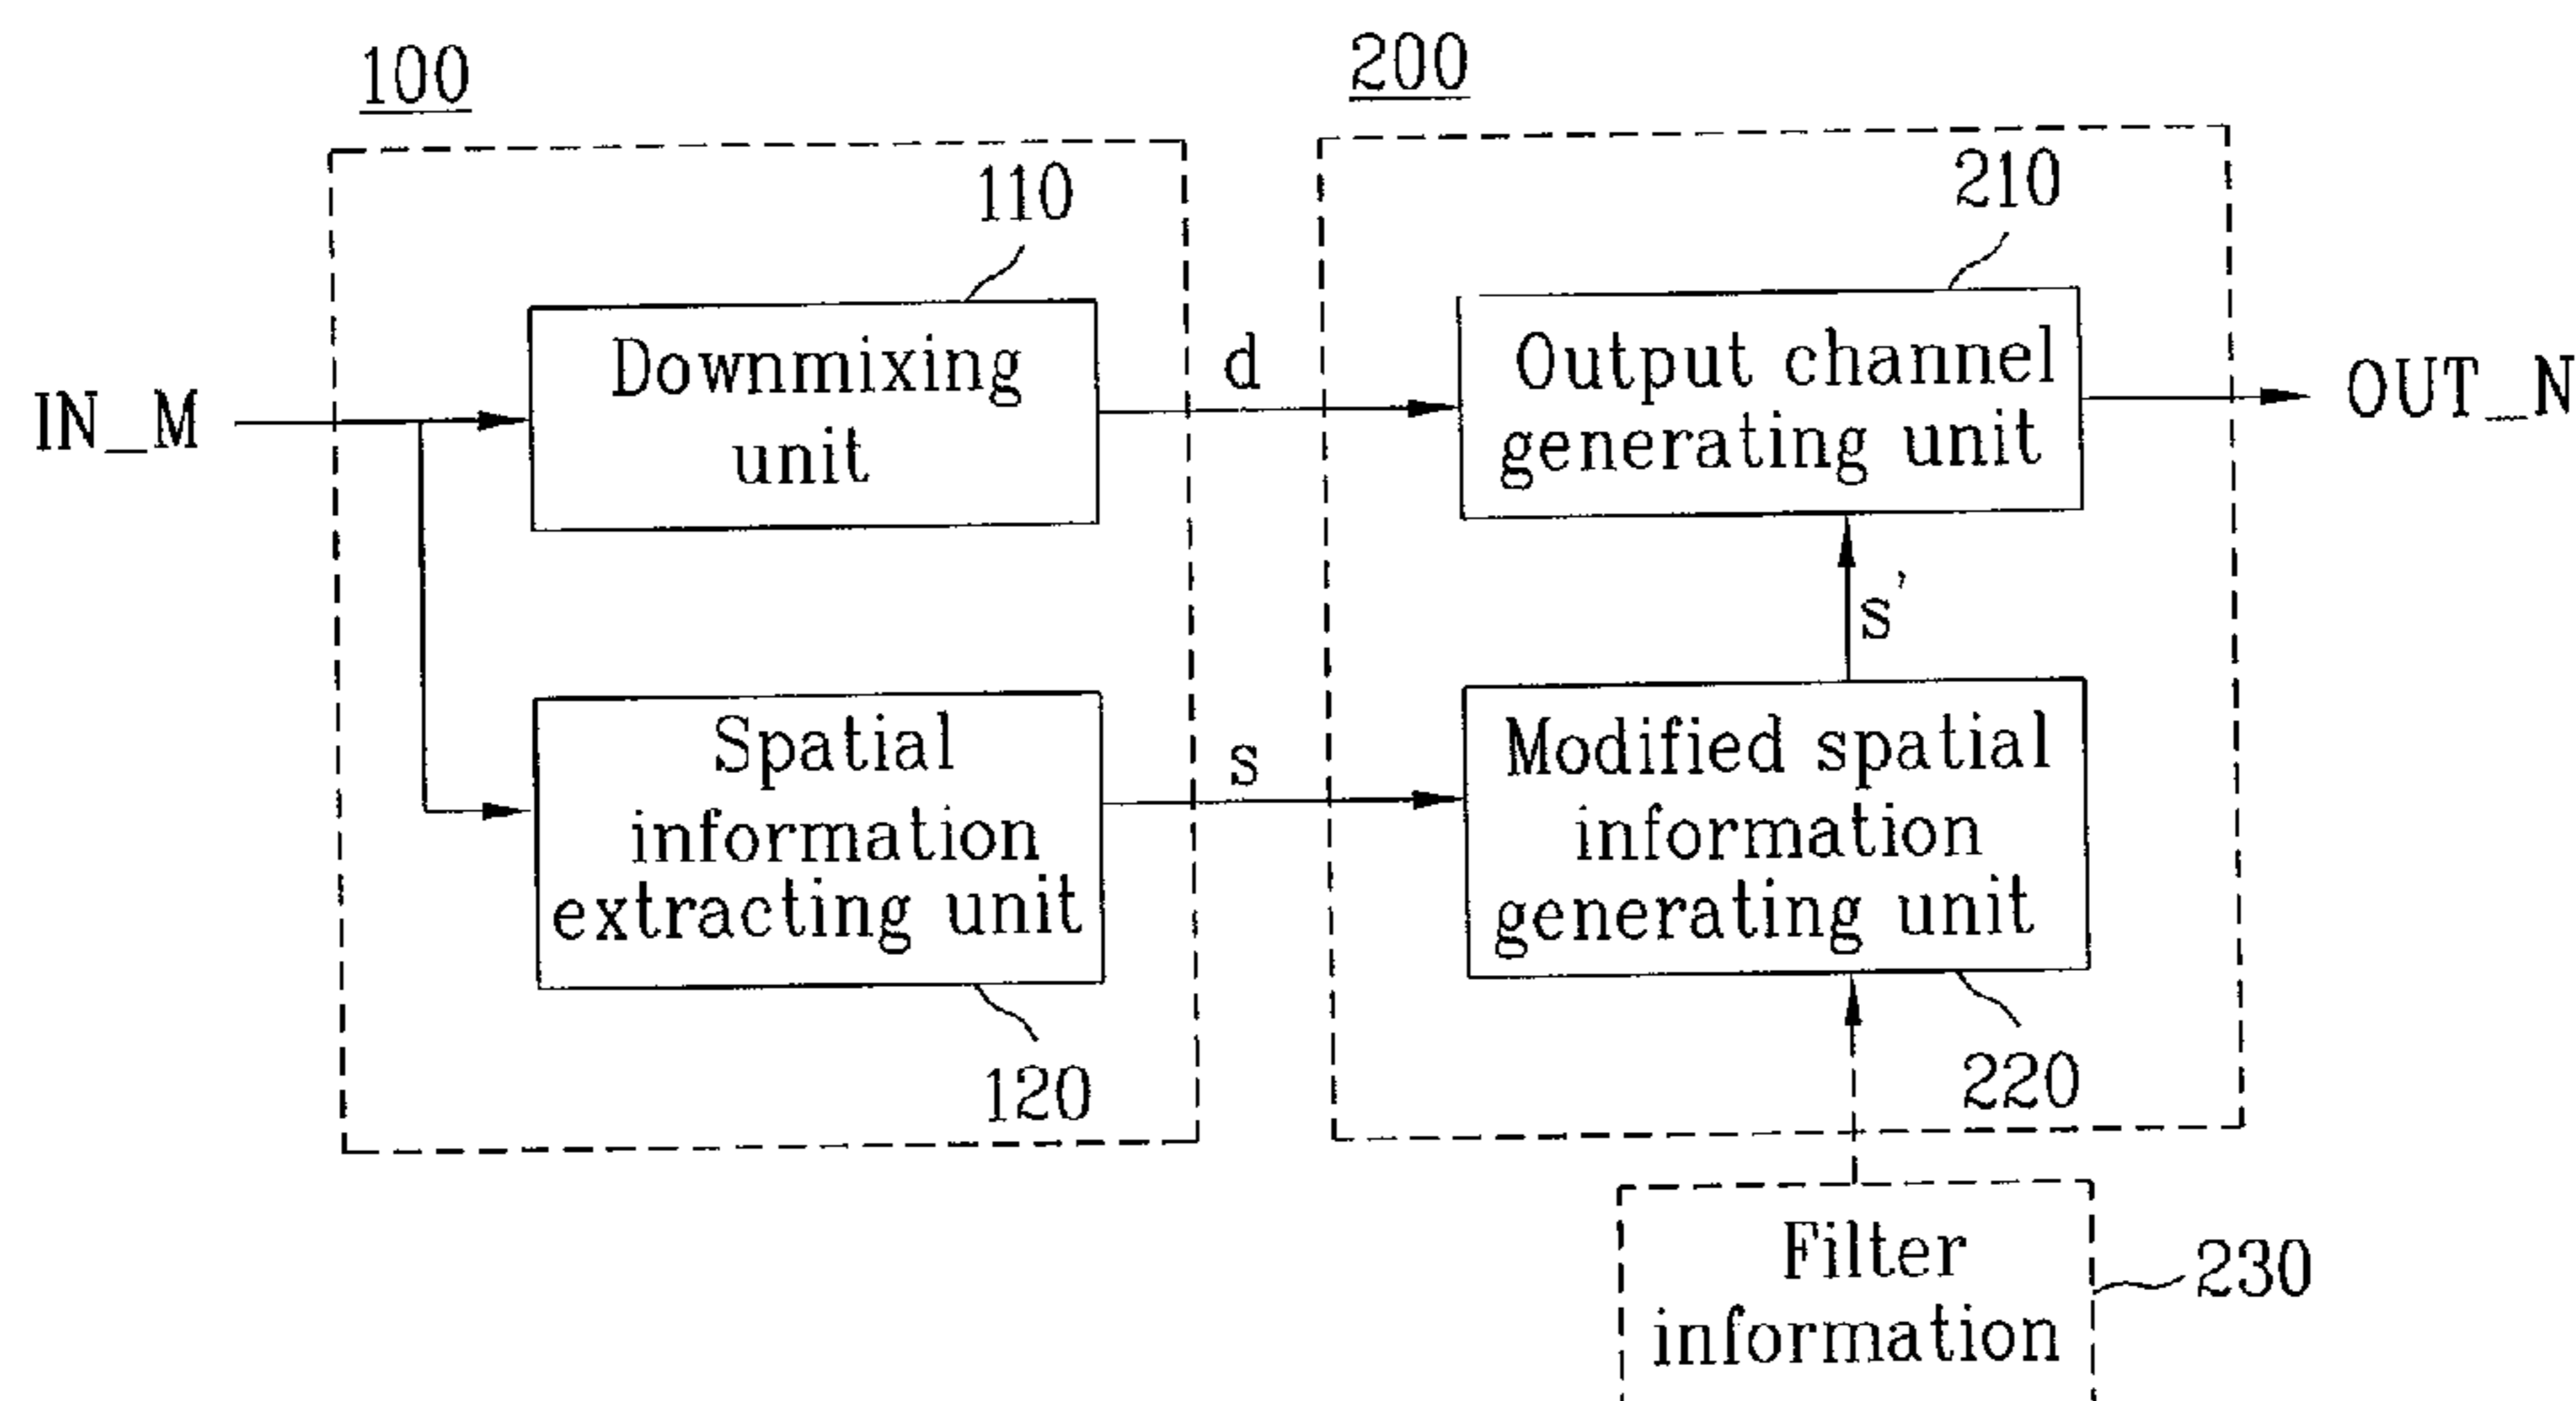 100
200
110
210
IN_M
Downmixing
unit
d
Output channel
generating unit
OUT_N
s'
Spatial
information
extracting unit
s
Modified spatial
information
generating unit
120
220
Filter
information
230